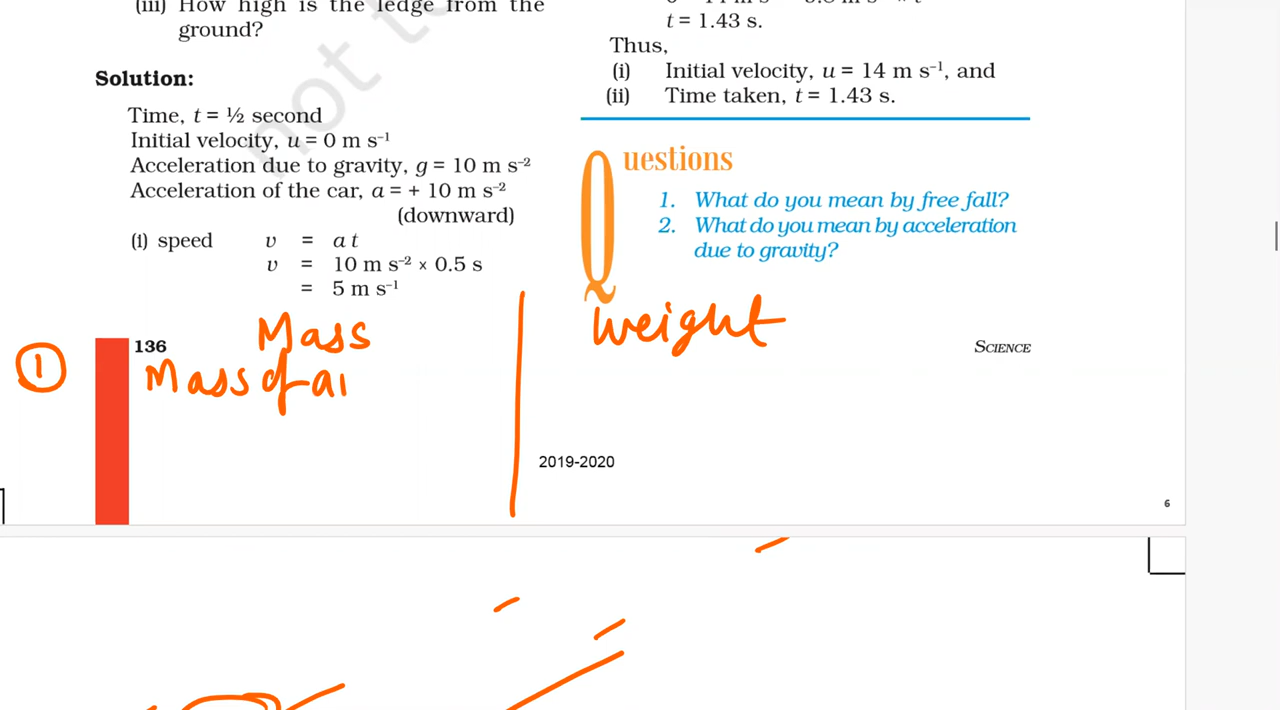 (iii) How high is the ledge from the
ground?
Solution:
Time, t = ½ second
Initial velocity, u = 0 m s⁻¹
Acceleration due to gravity, g = 10 m s⁻²
Acceleration of the car, a = + 10 m s⁻²
(downward)
(i) speed v = a t
v = 10 m s⁻² × 0.5 s
= 5 m s⁻¹
t = 1.43 s.
Thus,
(i) Initial velocity, u = 14 m s⁻¹, and
(ii) Time taken, t = 1.43 s.
Questions
1. What do you mean by free fall?
2. What do you mean by acceleration
due to gravity?
not t
136
SCIENCE
Mass
weight
1
Mass of a
2019-2020
6